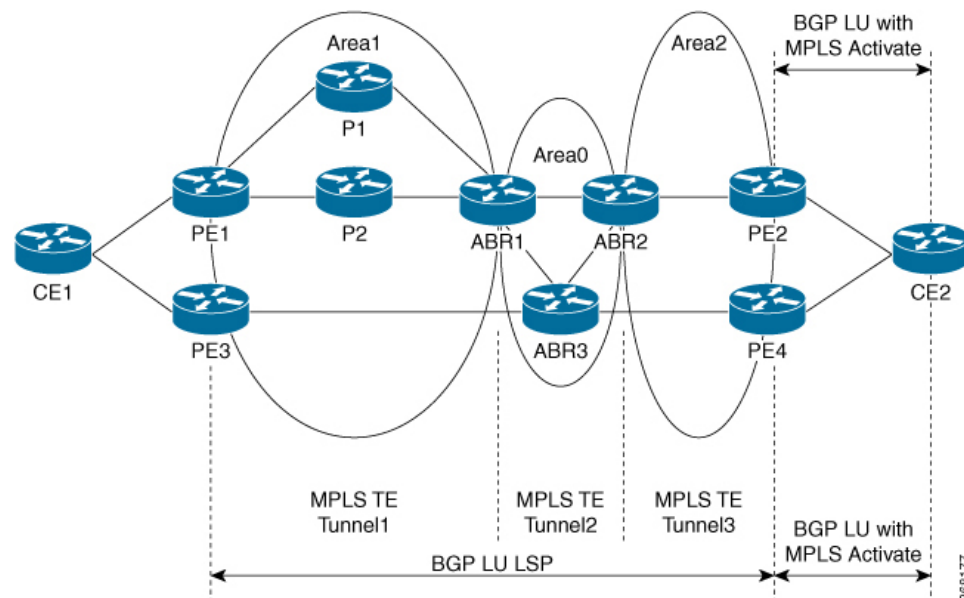 BGP LU with
MPLS Activate
Area1
Area2
P1
Area0
PE1
P2
ABR1
ABR2
PE2
CE1
CE2
PE3
ABR3
PE4
MPLS TE
Tunnel1
MPLS TE
Tunnel2
MPLS TE
Tunnel3
BGP LU with
MPLS Activate
BGP LU LSP